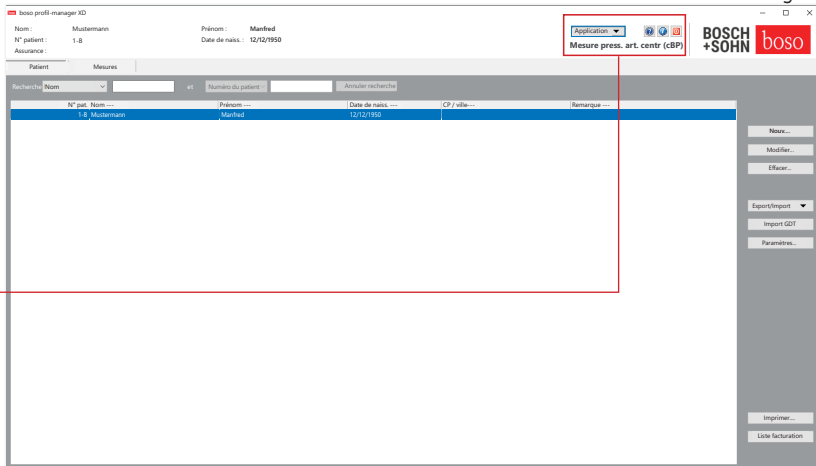 boso profil-manager XD
Nom : Mustermann Prénom : Manfred
N° patient : 1-8 Date de naiss. : 12/12/1950
Assurance :
Application
Mesure press. art. centr (cBP)
BOSCH
+SOHN
boso
Patient Mesures
Recherche Nom et Numéro du patient Annuler recherche
N° pat. Nom --- Prénom --- Date de naiss. --- CP / ville--- Remarque ---
1-8 Mustermann Manfred 12/12/1950
Nouv...
Modifier...
Effacer...
Export/Import
Import GDT
Paramètres...
Imprimer...
Liste facturation